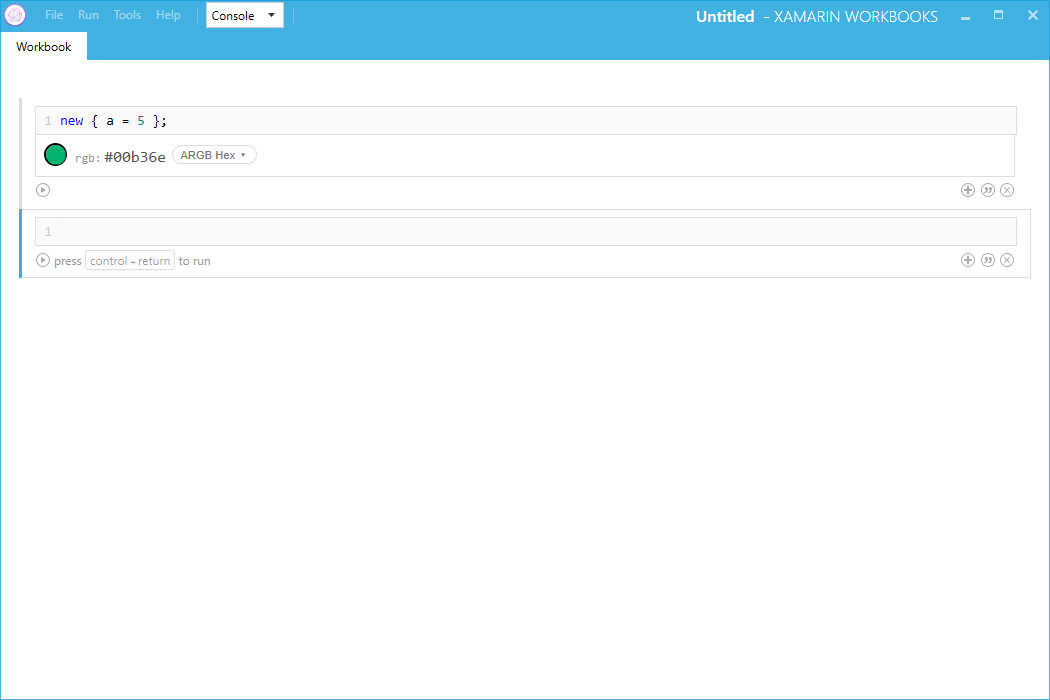 File Run Tools Help Console Untitled - XAMARIN WORKBOOKS
Workbook
1 new { a = 5 };
rgb: #00b36e ARGB Hex
1
press control + return to run